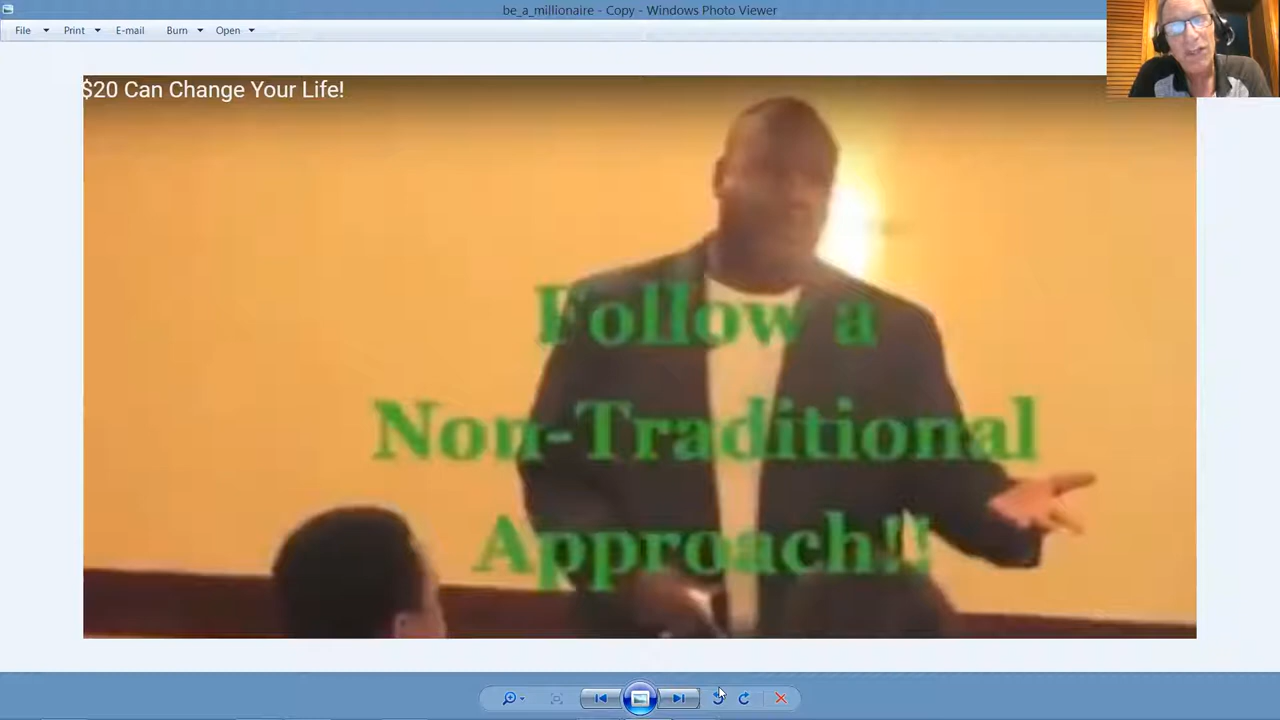 be_a_millionaire - Copy - Windows Photo Viewer
File Print E-mail Burn Open
$20 Can Change Your Life!
Follow a
Non-Traditional
Approach!!